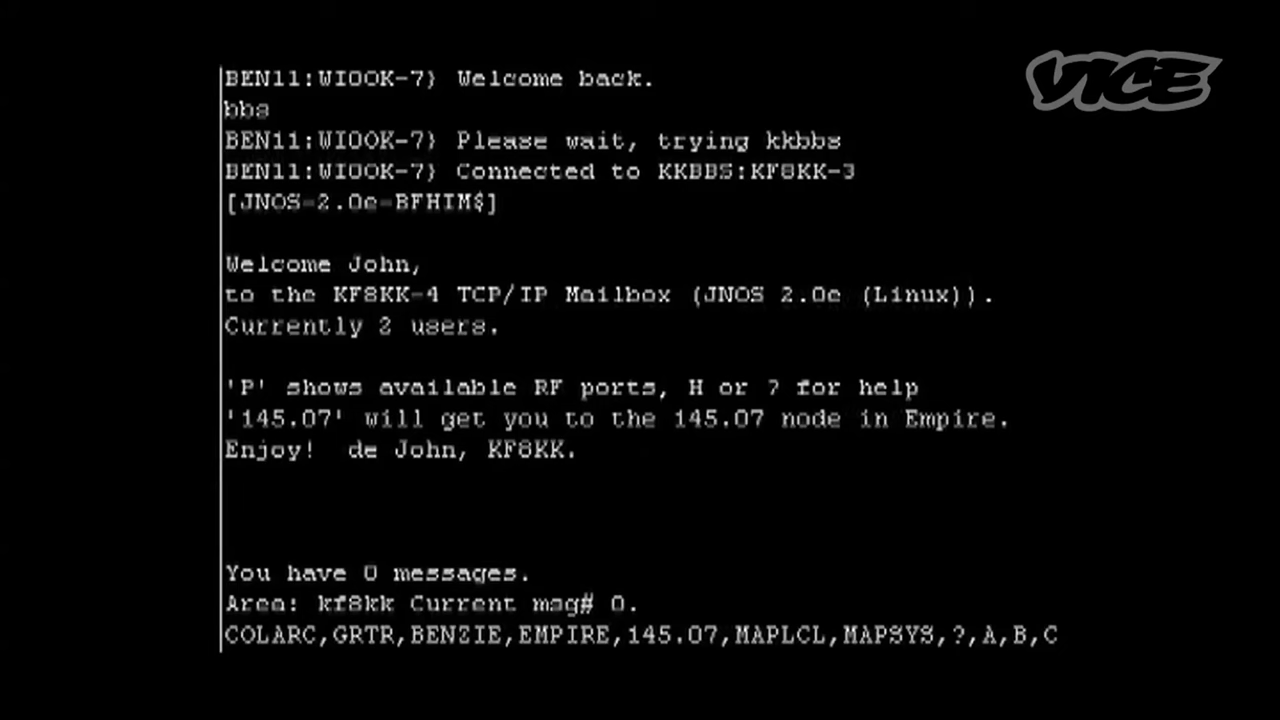 VICE
BEN11:WI0OK-7} Welcome back.
bbs
BEN11:WI0OK-7} Please wait, trying kkbbs
BEN11:WI0OK-7} Connected to KKBBS:KF8KK-3
[JNOS-2.0e-BFHIM$]
Welcome John,
to the KF8KK-4 TCP/IP Mailbox (JNOS 2.0e (Linux)).
Currently 2 users.
'P' shows available RF ports, H or ? for help
'145.07' will get you to the 145.07 node in Empire.
Enjoy! de John, KF8KK.
You have 0 messages.
Area: kf8kk Current msg# 0.
COLARC,GRTR,BENZIE,EMPIRE,145.07,MAPLCL,MAPSYS,?,A,B,C